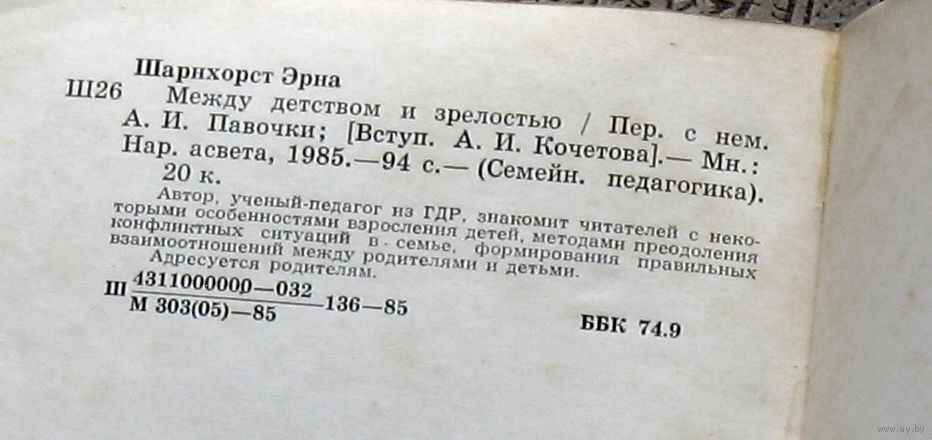 Шарнхорст Эрна
Ш26 Между детством и зрелостью / Пер. с нем.
А. И. Павочки; [Вступ. А. И. Кочетова].— Мн.:
Нар. асвета, 1985.—94 с.— (Семейн. педагогика).
20 к.
Автор, ученый-педагог из ГДР, знакомит читателей с неко-
торыми особенностями взросления детей, методами преодоления
конфликтных ситуаций в семье, формирования правильных
взаимоотношений между родителями и детьми.
Адресуется родителям.
Ш 4311000000—032 136—85
М 303(05)—85
ББК 74.9
www.ay.by